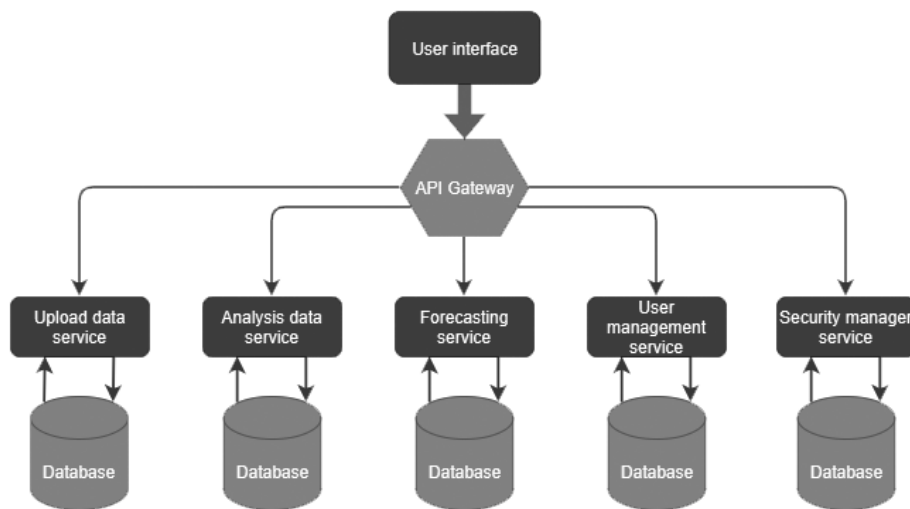 User interface
API Gateway
Upload data
service
Analysis data
service
Forecasting
service
User
management
service
Security manager
service
Database
Database
Database
Database
Database